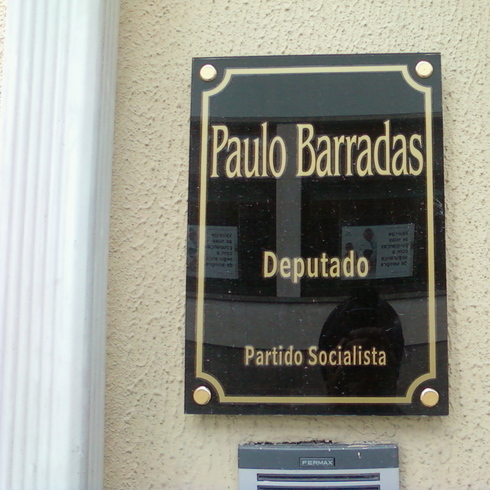 Paulo Barradas
Deputado
Partido Socialista
FERMAX